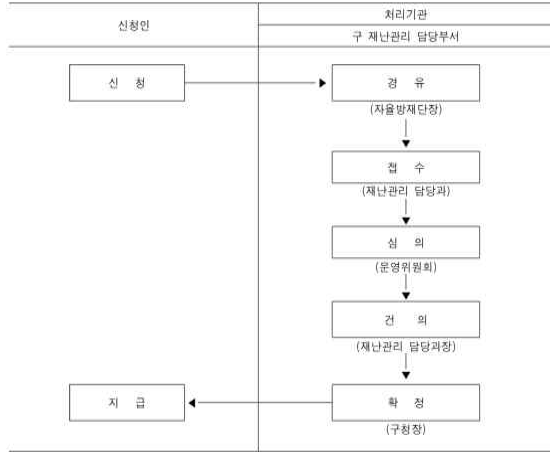 신청인
처리기관
구 재난관리 담당부서
신 청
경 유
(자율방재단장)
접 수
(재난관리 담당과)
심 의
(운영위원회)
건 의
(재난관리 담당과장)
지 급
확 정
(구청장)